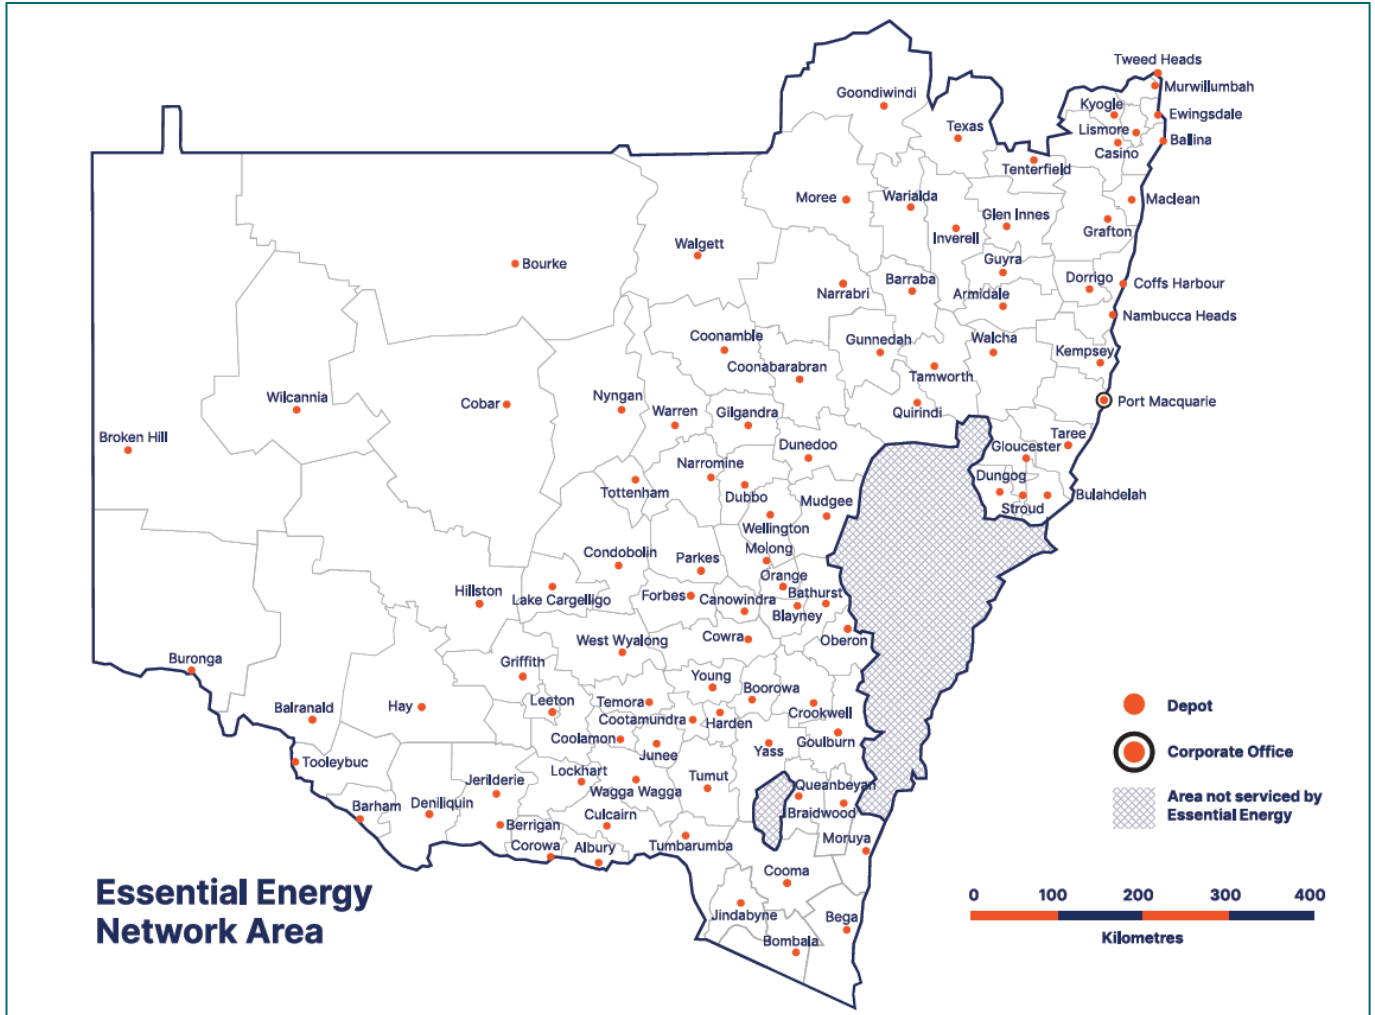 Tweed Heads
Murwillumbah
Goondiwindi
Kyogle
Ewingsdale
Texas
Lismore
Ballina
Casino
Tenterfield
Moree
Warialda
Maclean
Glen Innes
Grafton
Inverell
Walgett
Bourke
Guyra
Barraba
Dorrigo
Coffs Harbour
Narrabri
Armidale
Nambucca Heads
Coonamble
Gunnedah
Walcha
Kempsey
Coonabarabran
Tamworth
Wilcannia
Cobar
Nyngan
Warren
Gilgandra
Quirindi
Port Macquarie
Broken Hill
Dunedoo
Gloucester
Taree
Narromine
Dungog
Tottenham
Dubbo
Mudgee
Bulahdelah
Stroud
Wellington
Condobolin
Parkes
Molong
Orange
Hillston
Lake Cargelligo
Forbes
Canowindra
Bathurst
Blayney
West Wyalong
Cowra
Oberon
Buronga
Griffith
Young
Boorowa
Balranald
Hay
Leeton
Temora
Cootamundra
Harden
Crookwell
Coolamon
Junee
Yass
Goulburn
Tooleybuc
Jerilderie
Lockhart
Wagga Wagga
Tumut
Queanbeyan
Barham
Deniliquin
Culcairn
Braidwood
Berrigan
Corowa
Albury
Tumbarumba
Moruya
Cooma
Jindabyne
Bega
Bombala
Depot
Corporate Office
Area not serviced by
Essential Energy
0 100 200 300 400
Kilometres
Essential Energy
Network Area